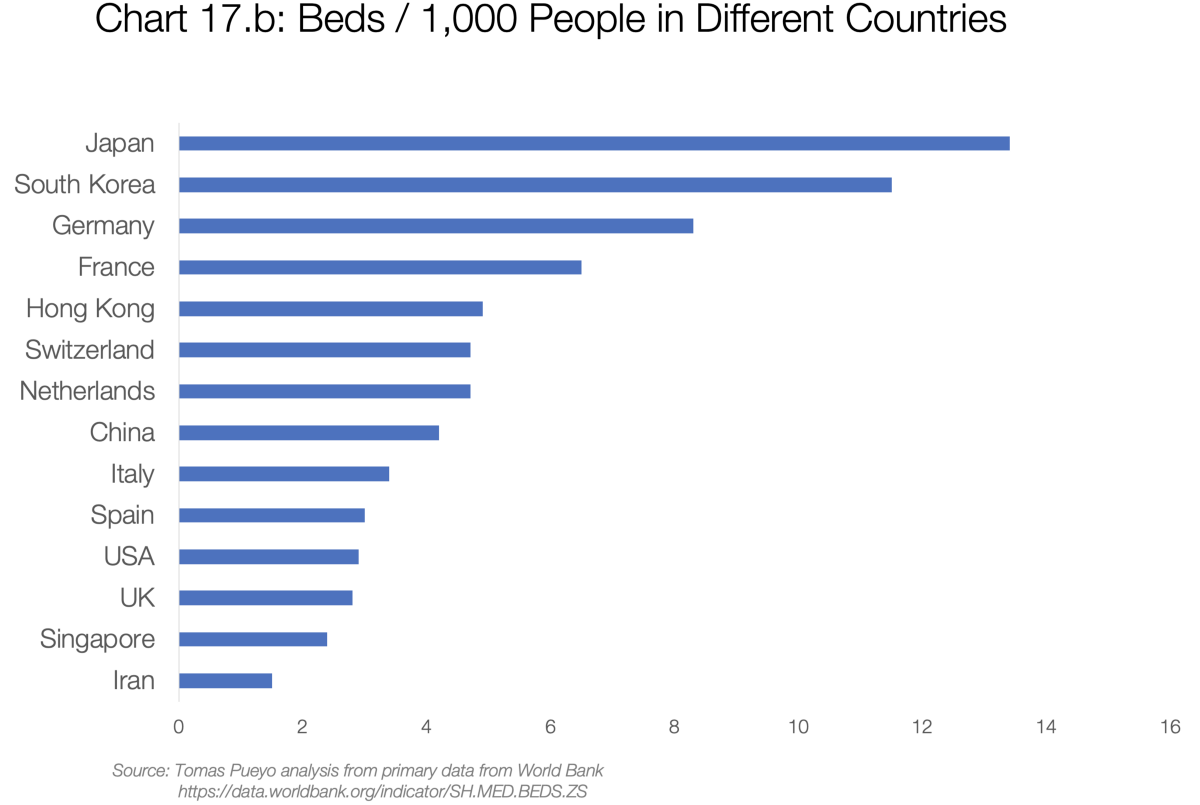 Chart 17.b: Beds / 1,000 People in Different Countries
Japan
South Korea
Germany
France
Hong Kong
Switzerland
Netherlands
China
Italy
Spain
USA
UK
Singapore
Iran
0 2 4 6 8 10 12 14 16
Source: Tomas Pueyo analysis from primary data from World Bank
https://data.worldbank.org/indicator/SH.MED.BEDS.ZS